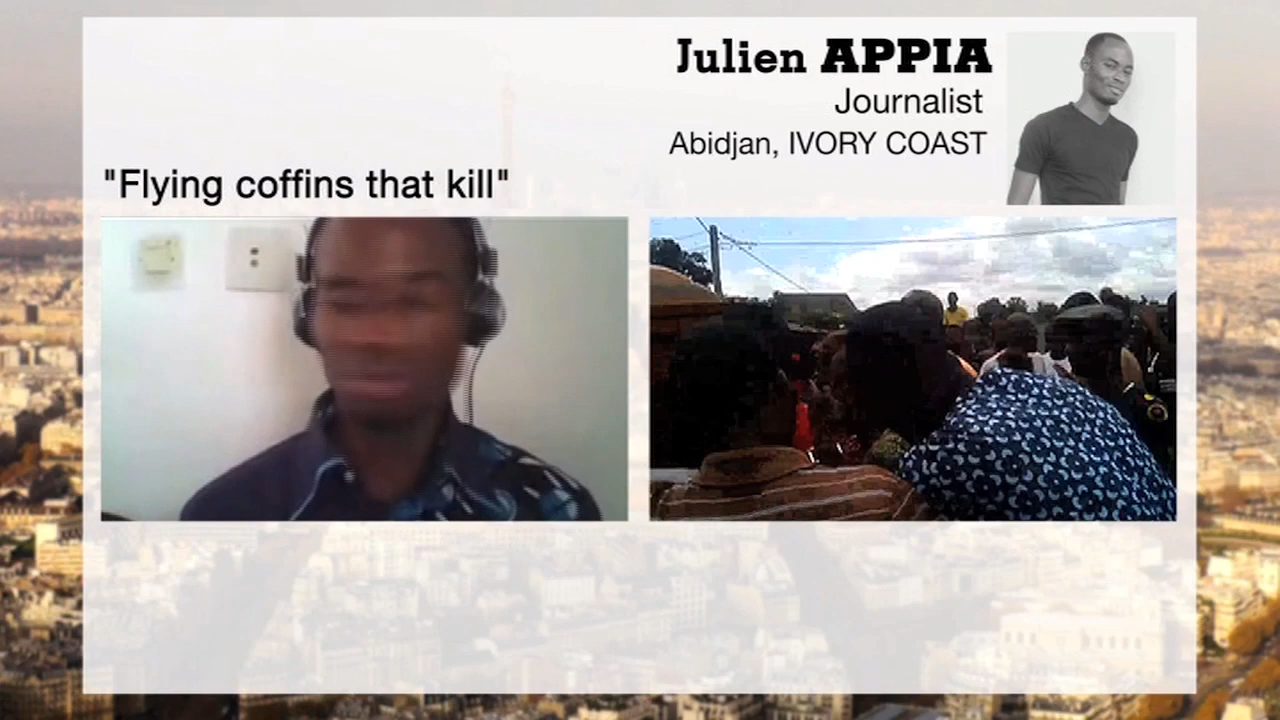 Julien APPIA
Journalist
Abidjan, IVORY COAST
"Flying coffins that kill"